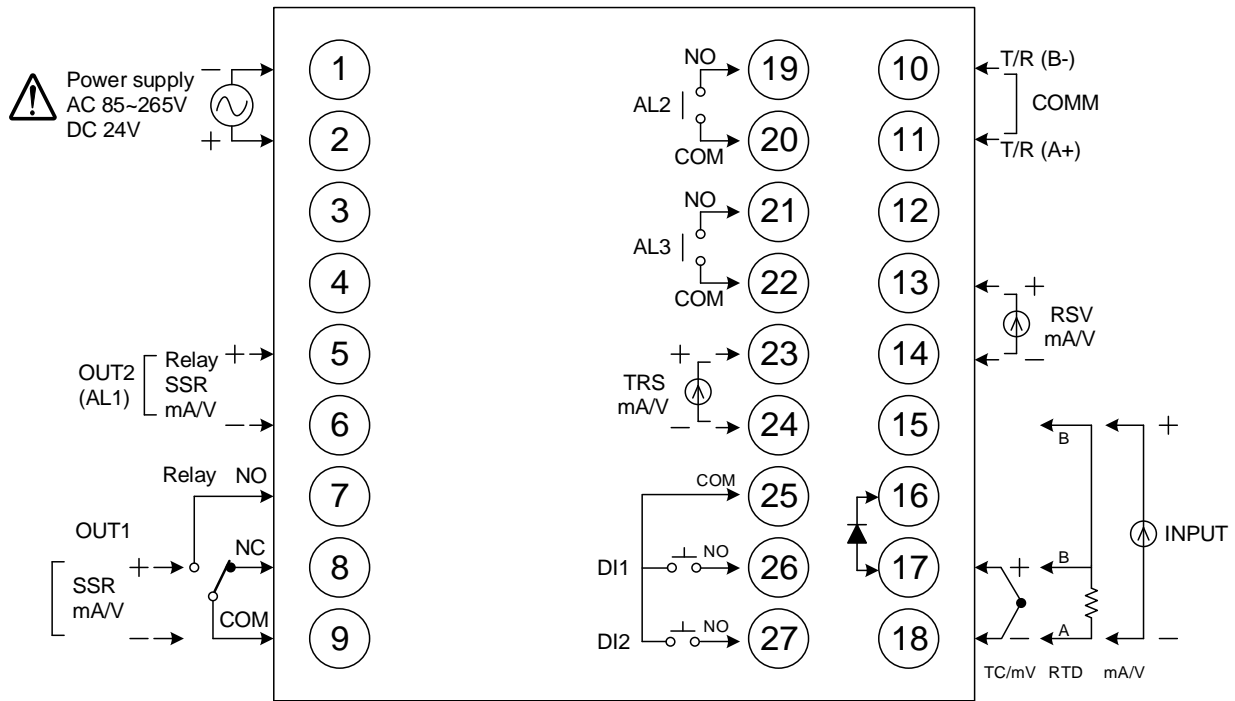 Power supply
AC 85~265V
DC 24V
−
+
1
2
3
4
5
6
7
8
9
OUT2
(AL1)
Relay
SSR
mA/V
+
−
Relay
NO
OUT1
NC
COM
SSR
mA/V
+
−
AL2
NO
COM
AL3
NO
COM
TRS
mA/V
+
−
COM
DI1
NO
DI2
NO
19
20
21
22
23
24
25
26
27
10
11
12
13
14
15
16
17
18
T/R (B-)
COMM
T/R (A+)
+
RSV
mA/V
−
B
+
INPUT
+
B
−
A
−
TC/mV RTD mA/V